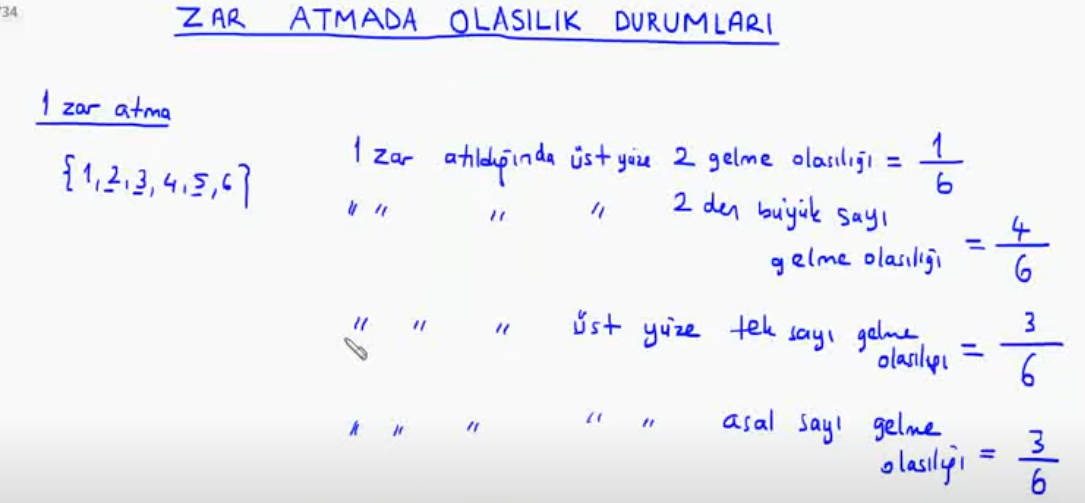 34
ZAR ATMADA OLASILIK DURUMLARI
1 zar atma
{1,2,3,4,5,6}
1 zar atıldığında üst yüze 2 gelme olasılığı = 1/6
" " " " 2 den büyük sayı
gelme olasılığı = 4/6
" " " üst yüze tek sayı gelme
olasılığı = 3/6
" " " " " asal sayı gelme
olasılığı = 3/6